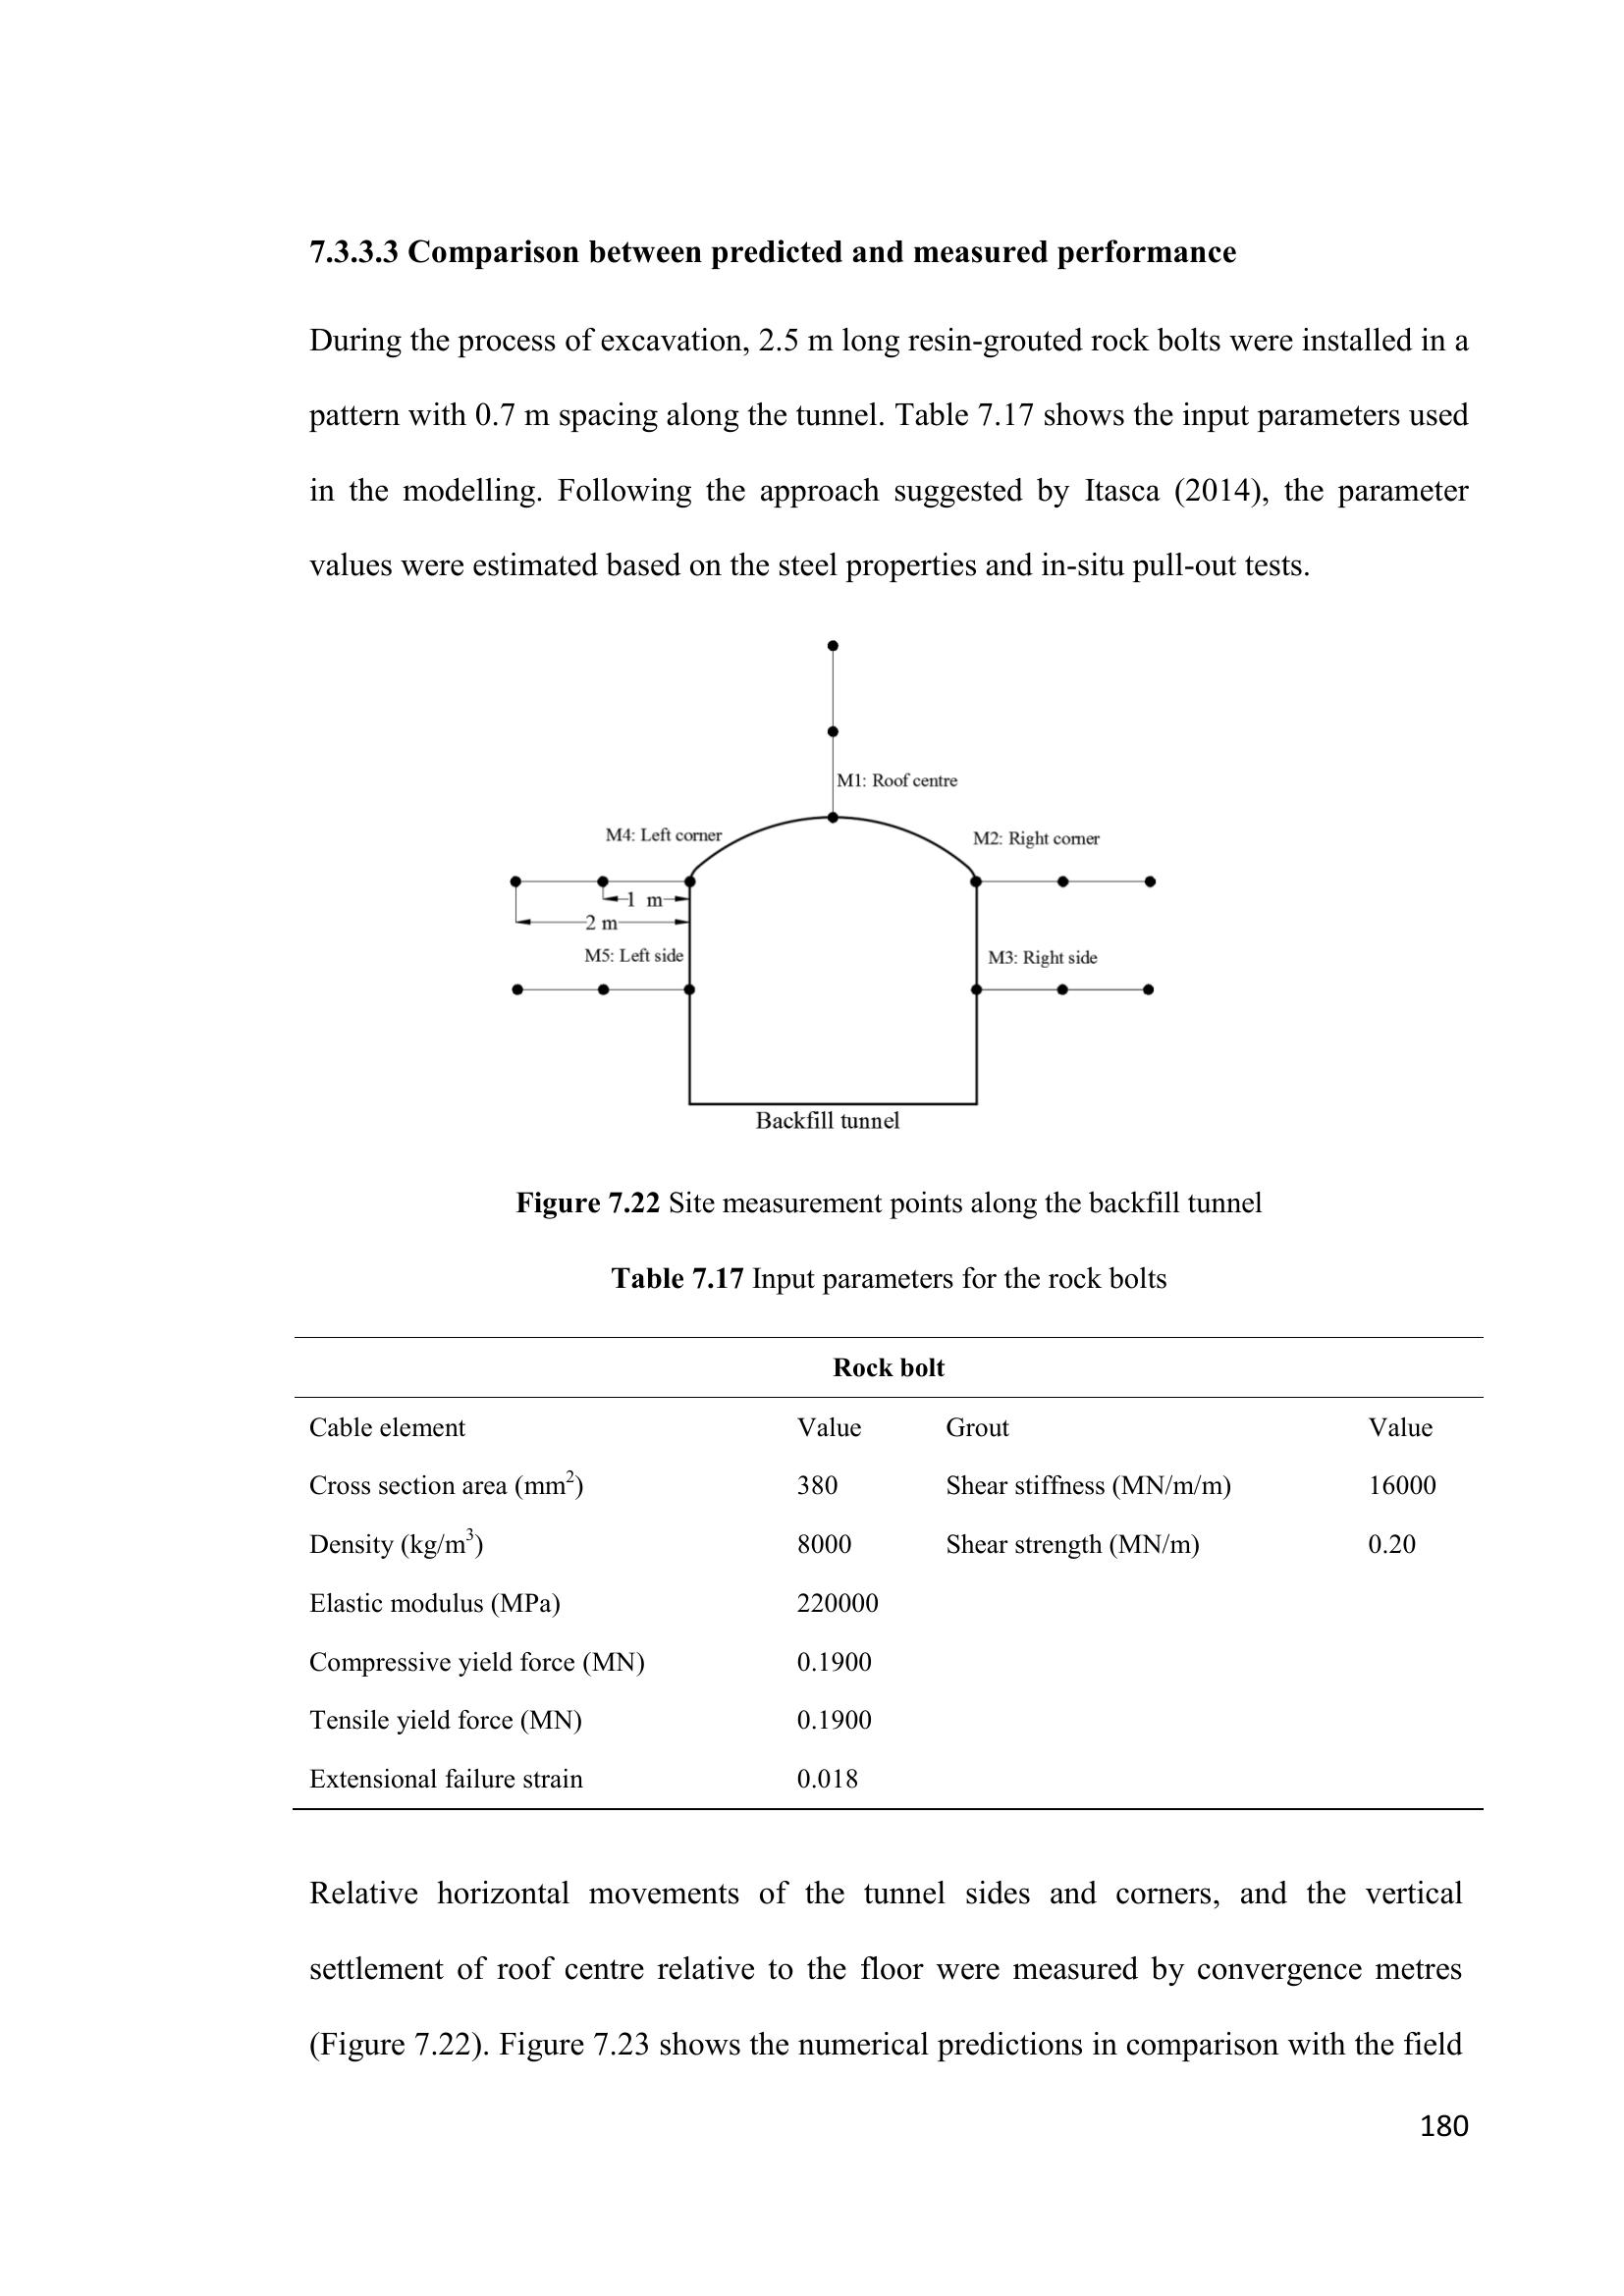 7.3.3.3 Comparison between predicted and measured performance
During the process of excavation, 2.5 m long resin-grouted rock bolts were installed in a
pattern with 0.7 m spacing along the tunnel. Table 7.17 shows the input parameters used
in the modelling. Following the approach suggested by Itasca (2014), the parameter
values were estimated based on the steel properties and in-situ pull-out tests.
M1: Roof centre
M4: Left corner
M2: Right corner
1 m
2 m
M5: Left side
M3: Right side
Backfill tunnel
Figure 7.22 Site measurement points along the backfill tunnel
Table 7.17 Input parameters for the rock bolts
Rock bolt
Cable element Value Grout Value
Cross section area (mm²) 380 Shear stiffness (MN/m/m) 16000
Density (kg/m³) 8000 Shear strength (MN/m) 0.20
Elastic modulus (MPa) 220000
Compressive yield force (MN) 0.1900
Tensile yield force (MN) 0.1900
Extensional failure strain 0.018
Relative horizontal movements of the tunnel sides and corners, and the vertical
settlement of roof centre relative to the floor were measured by convergence metres
(Figure 7.22). Figure 7.23 shows the numerical predictions in comparison with the field
180